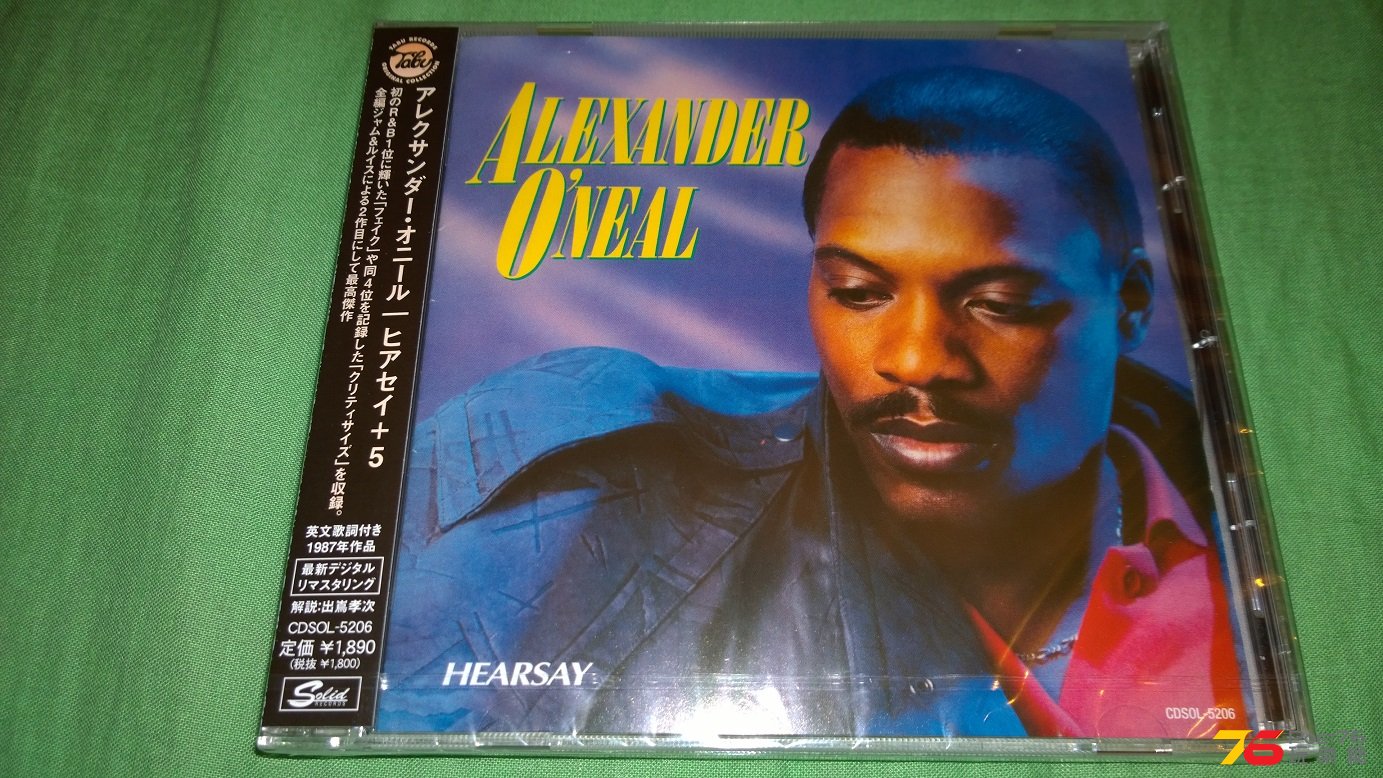 TABU RECORDS
Tabu
ORIGINAL COLLECTION
アレクサンダー・オニール | ヒアセイ+5
初のR&B1位に輝いた「フェイク」や同4位を記録した「クリティサイズ」を収録。
全編ジャム&ルイスによる2作目にして最高傑作
英文歌詞付き
1987年作品
最新デジタル
リマスタリング
解説:出嶌孝次
CDSOL-5206
定価 ¥1,890
(税抜 ¥1,800)
Solid
RECORDS
ALEXANDER
O'NEAL
HEARSAY
CDSOL-5206
76